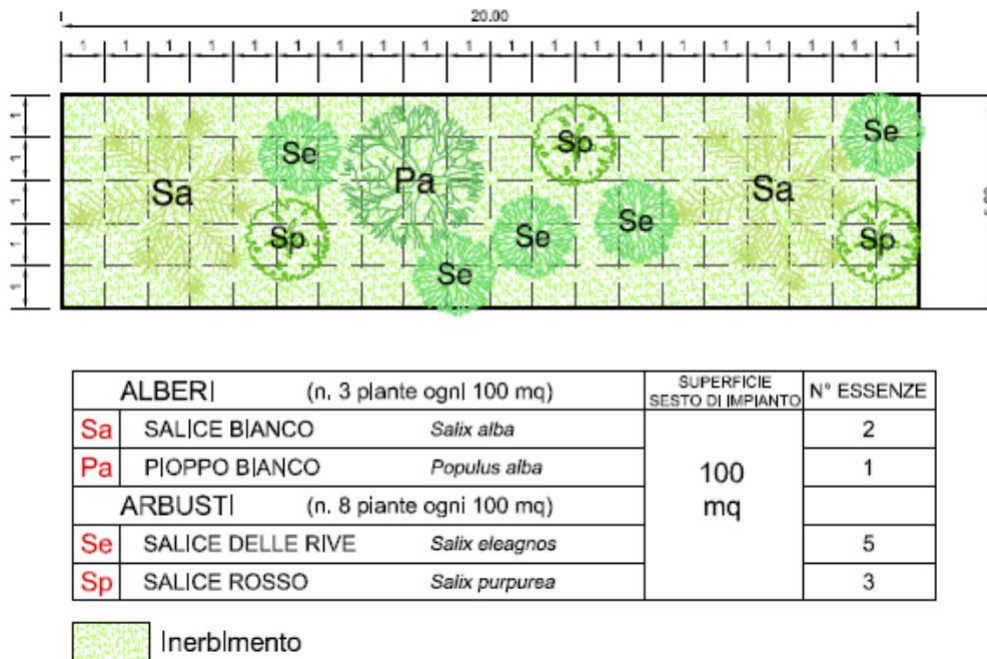 20.00
1 1 1 1 1 1 1 1 1 1 1 1 1 1 1 1 1 1 1 1
1
1
1
1
1
Se Sp Se
Sa Pa Sa
Sp Se Se Sp
Se
ALBERI (n. 3 piante ogni 100 mq) SUPERFICIE SESTO DI IMPIANTO N° ESSENZE
Sa SALICE BIANCO Salix alba 2
Pa PIOPPO BIANCO Populus alba 1
100
mq
ARBUSTI (n. 8 piante ogni 100 mq)
Se SALICE DELLE RIVE Salix eleagnos 5
Sp SALICE ROSSO Salix purpurea 3
Inerbimento